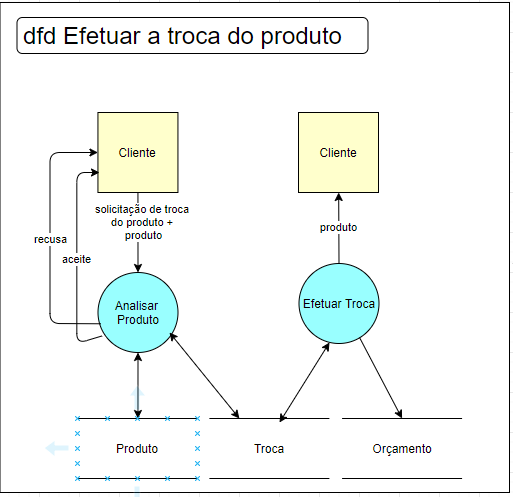 dfd Efetuar a troca do produto
Cliente
Cliente
solicitação de troca
do produto +
produto
produto
recusa
aceite
Analisar
Produto
Efetuar Troca
Produto
Troca
Orçamento